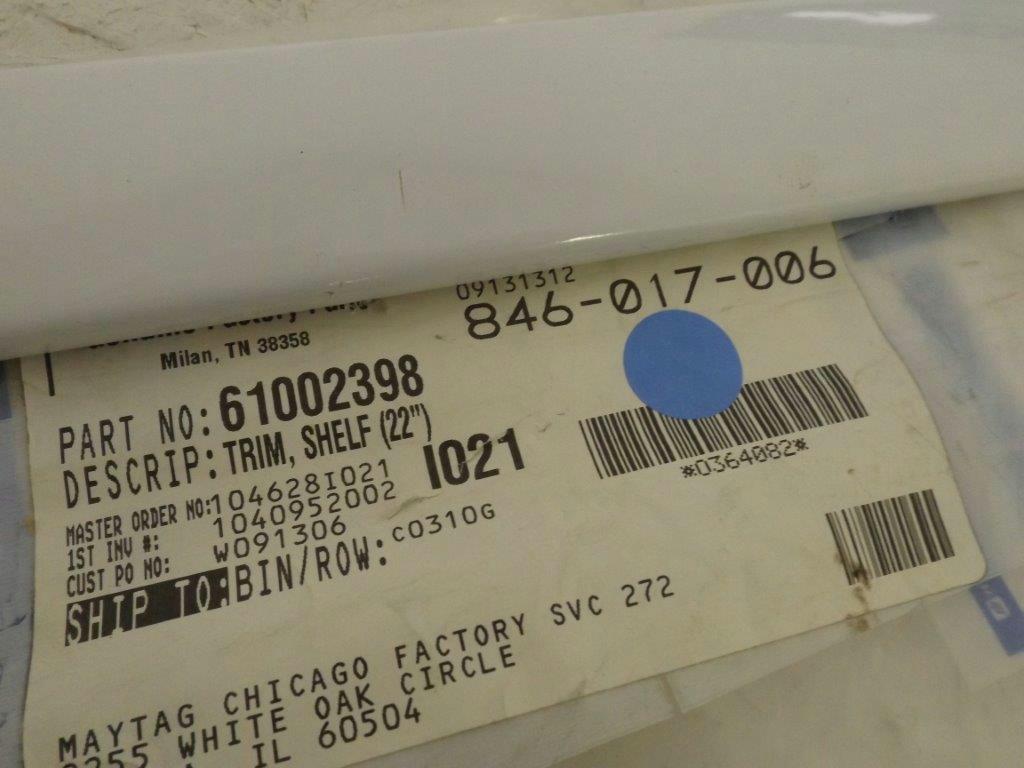 09131312
846-017-006
Milan, TN 38358
PART NO: 61002398
DESCRIP: TRIM, SHELF (22")
I021
*0364082*
MASTER ORDER NO: 104628I021
1ST INV #: 1040952002
CUST PO NO: W091306
SHIP TO: BIN/ROW: C0310G
MAYTAG CHICAGO FACTORY SVC 272
WHITE OAK CIRCLE
IL 60504